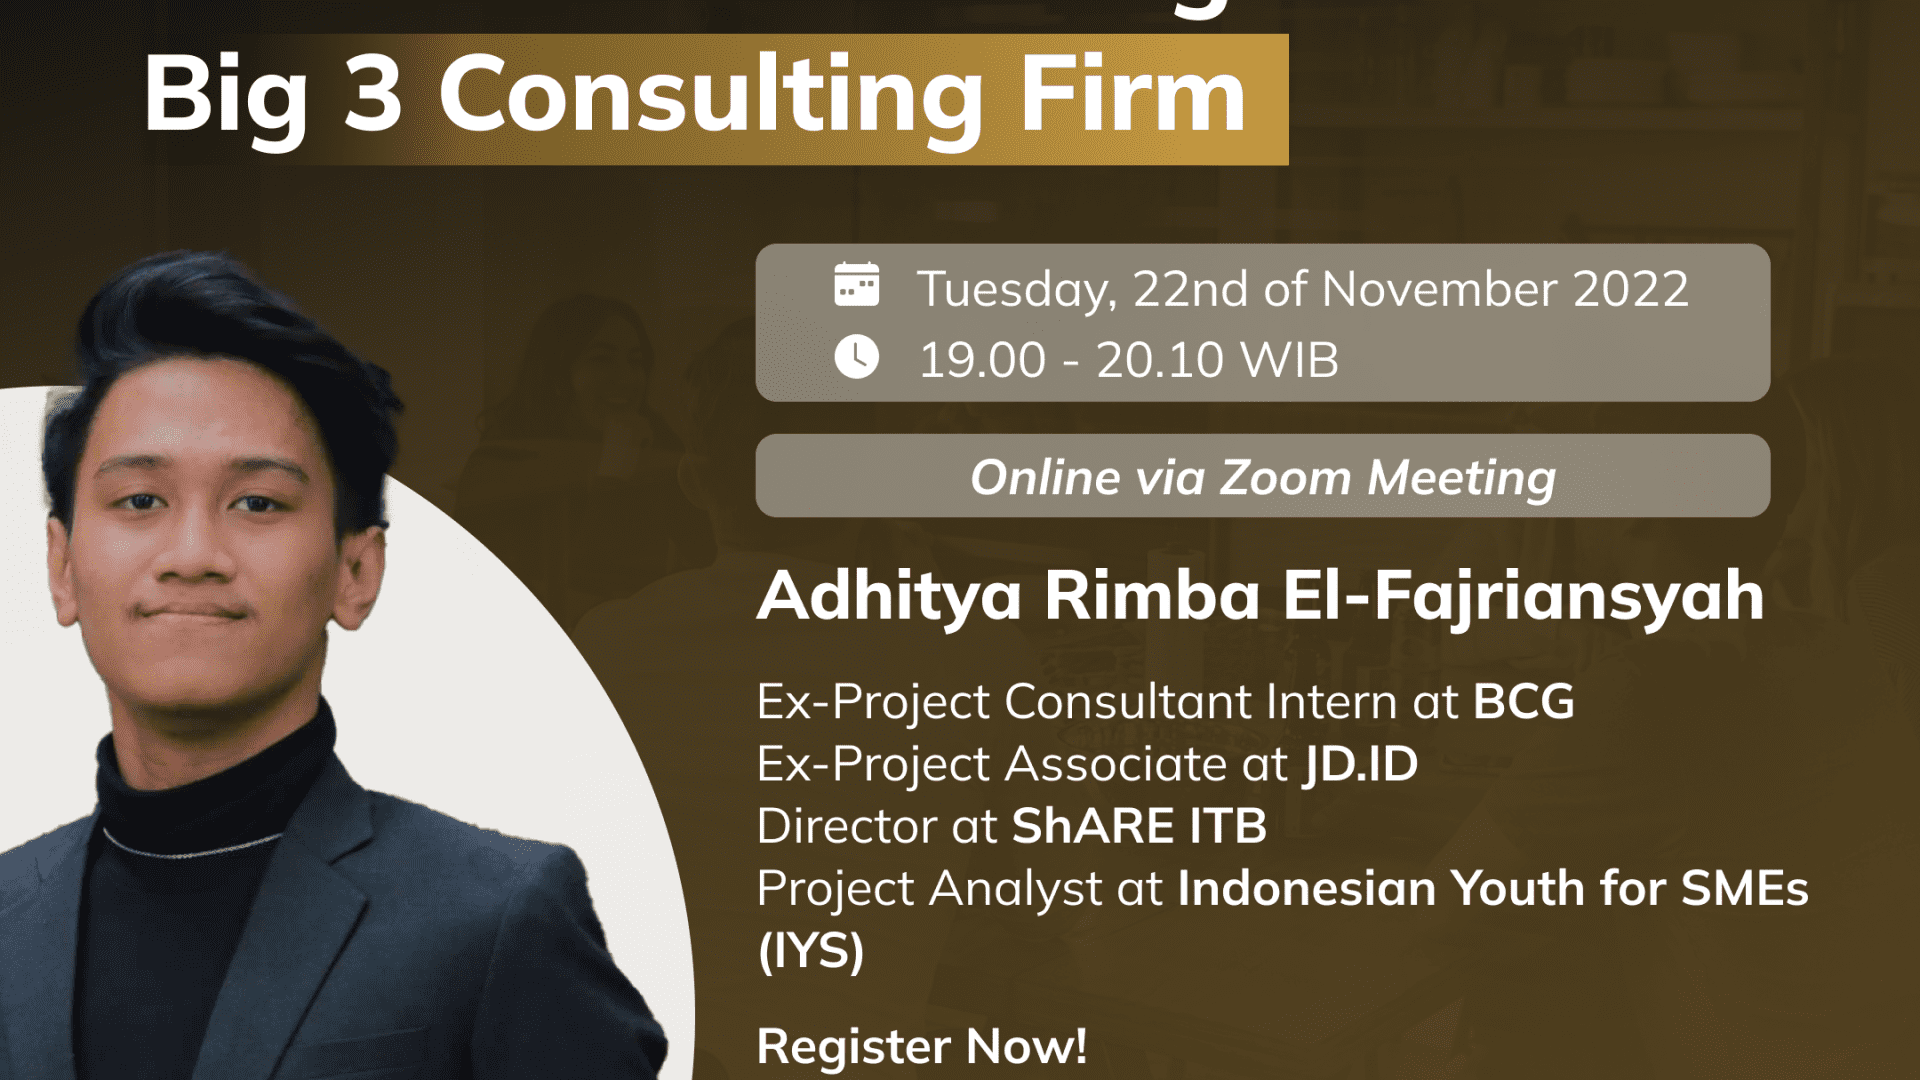 Big 3 Consulting Firm
Tuesday, 22nd of November 2022
19.00 - 20.10 WIB
Online via Zoom Meeting
Adhitya Rimba El-Fajriansyah
Ex-Project Consultant Intern at BCG
Ex-Project Associate at JD.ID
Director at ShARE ITB
Project Analyst at Indonesian Youth for SMEs
(IYS)
Register Now!